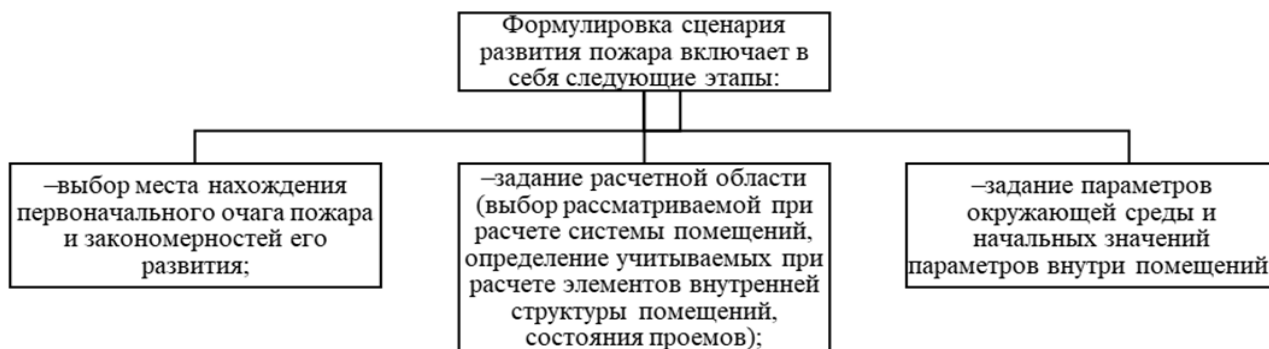 Формулировка сценария
развития пожара включает в
себя следующие этапы:
–выбор места нахождения
первоначального очага пожара
и закономерностей его
развития;
–задание расчетной области
(выбор рассматриваемой при
расчете системы помещений,
определение учитываемых при
расчете элементов внутренней
структуры помещений,
состояния проемов);
–задание параметров
окружающей среды и
начальных значений
параметров внутри помещений